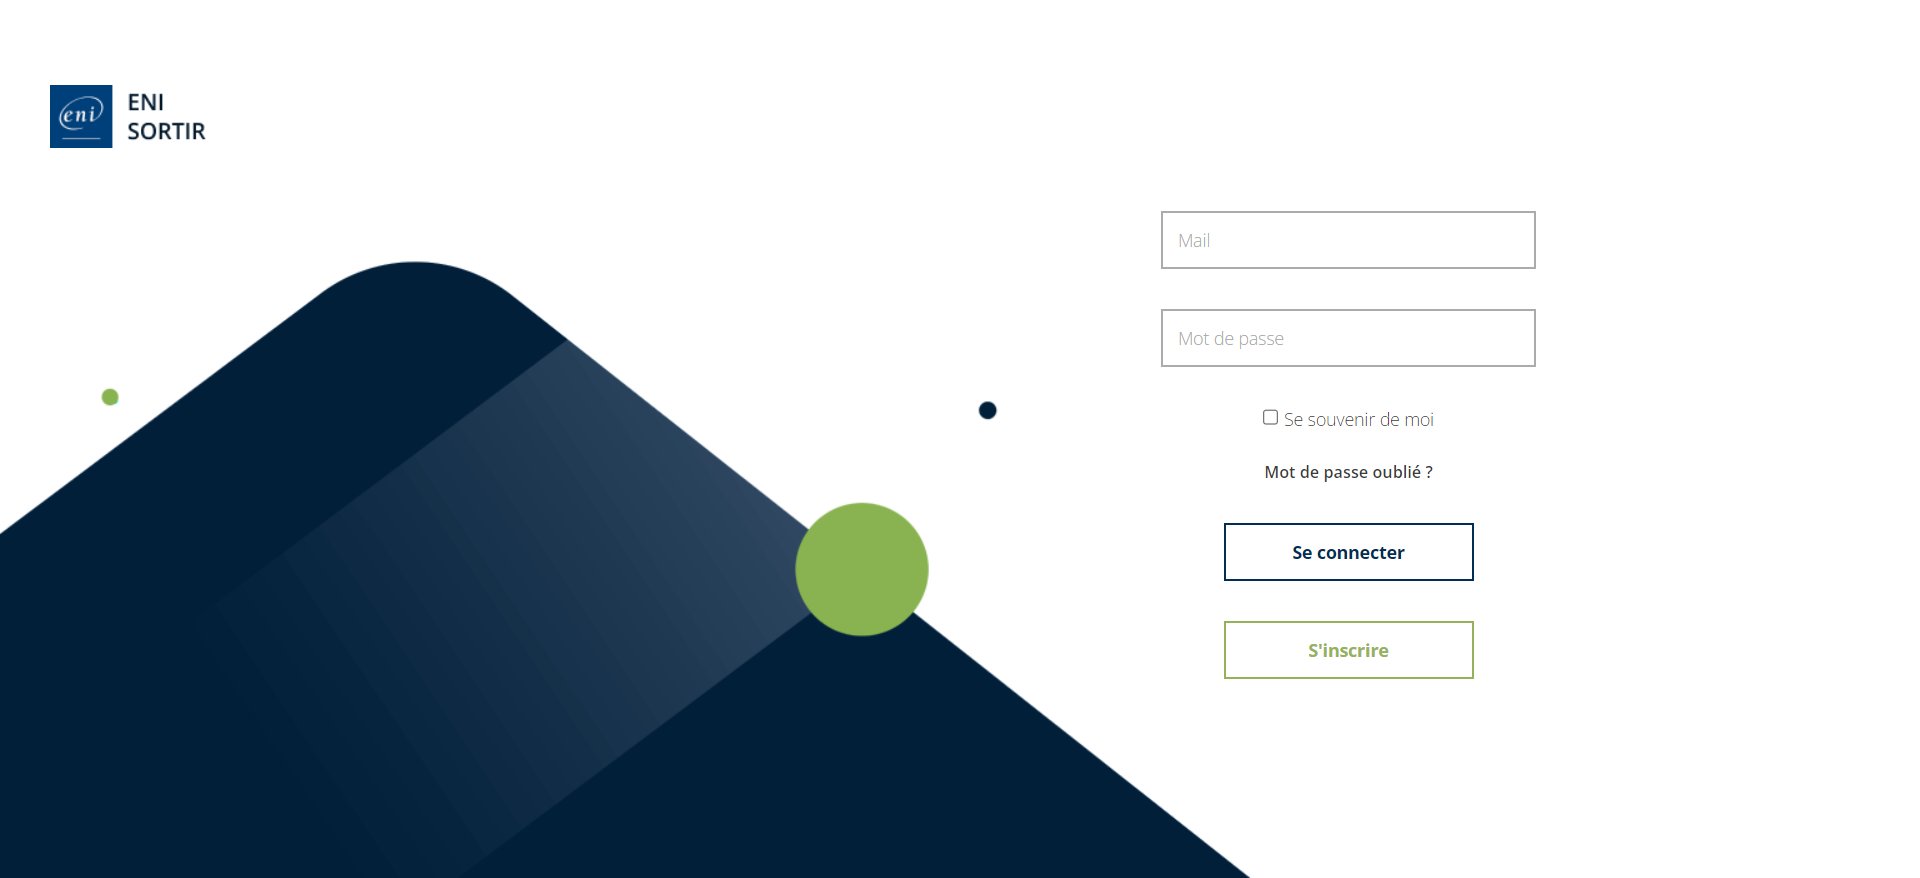 eni
ENI
SORTIR
Mail
Mot de passe
Se souvenir de moi
Mot de passe oublié ?
Se connecter
S'inscrire